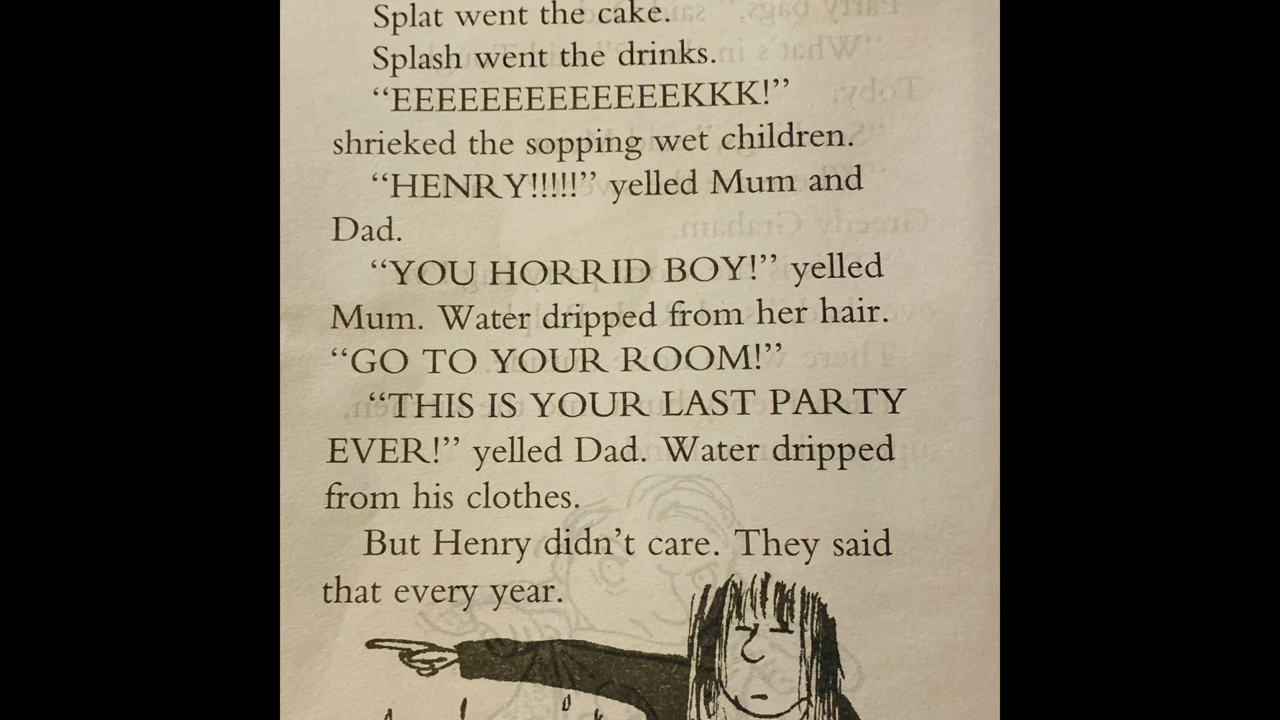 Splat went the cake.
Splash went the drinks.
“EEEEEEEEEEEEEKKK!”
shrieked the sopping wet children.
“HENRY!!!!!” yelled Mum and
Dad.
“YOU HORRID BOY!” yelled
Mum. Water dripped from her hair.
“GO TO YOUR ROOM!”
“THIS IS YOUR LAST PARTY
EVER!” yelled Dad. Water dripped
from his clothes.
But Henry didn’t care. They said
that every year.